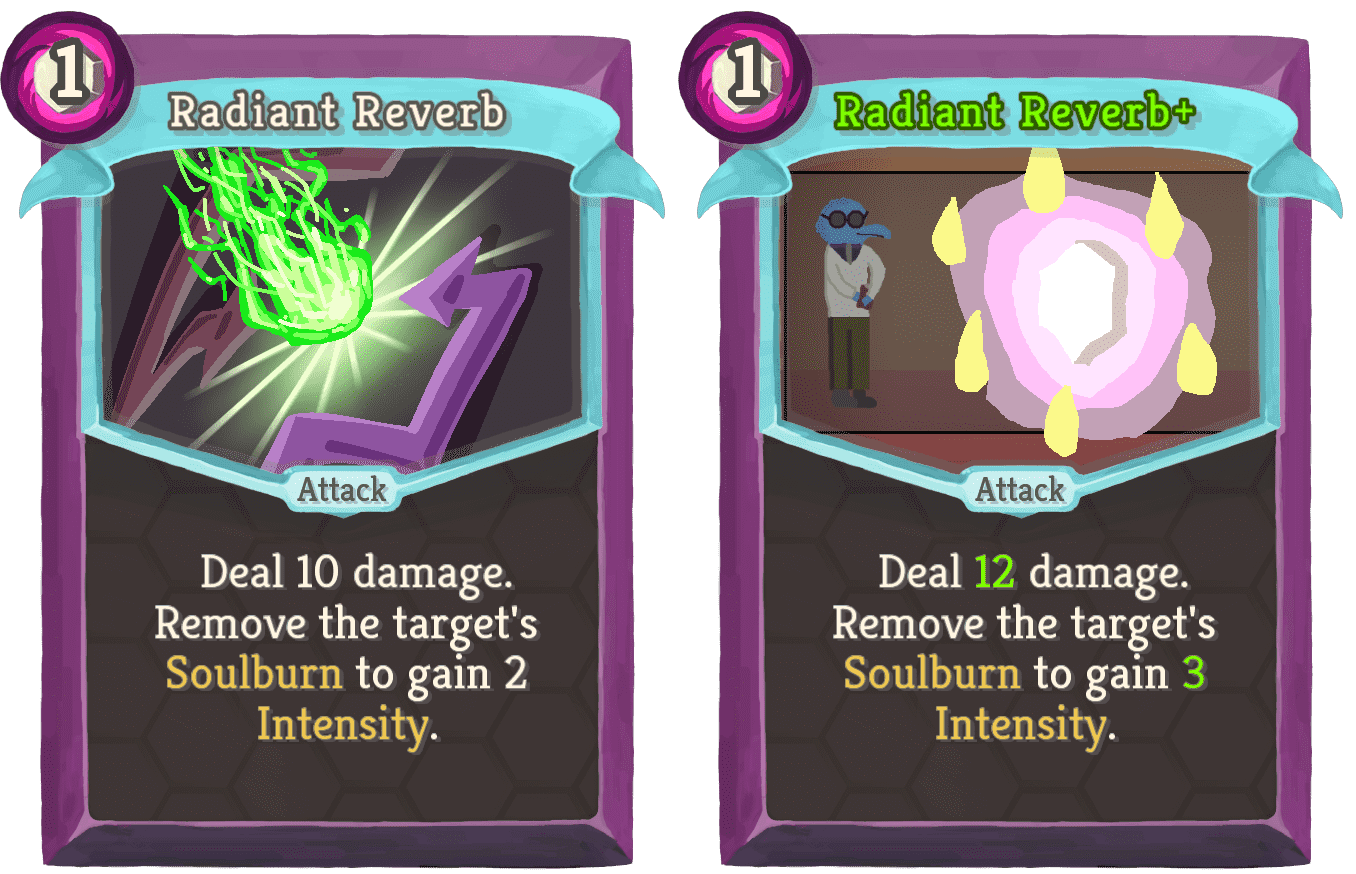 1
Radiant Reverb
Attack
Deal 10 damage.
Remove the target's
Soulburn to gain 2
Intensity.
1
Radiant Reverb+
Attack
Deal 12 damage.
Remove the target's
Soulburn to gain 3
Intensity.